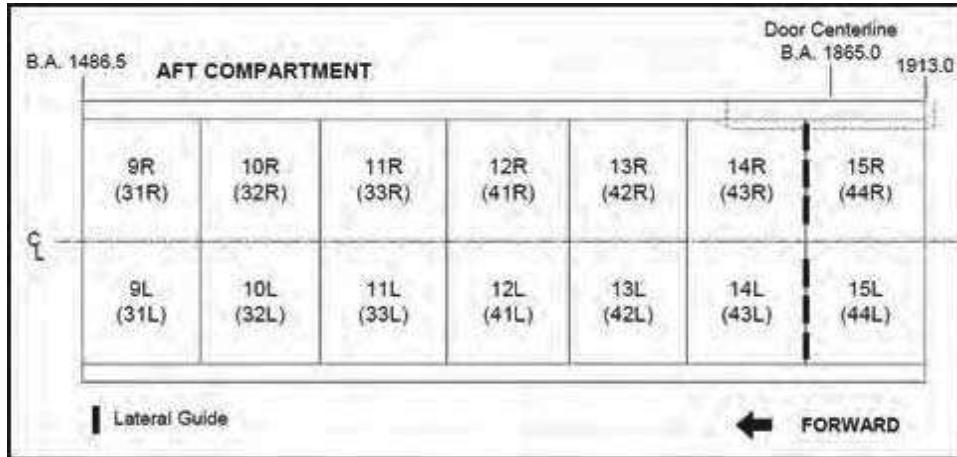 Door Centerline
B.A. 1486.5 AFT COMPARTMENT B.A. 1865.0 1913.0
9R 10R 11R 12R 13R 14R 15R
(31R) (32R) (33R) (41R) (42R) (43R) (44R)
C
L
9L 10L 11L 12L 13L 14L 15L
(31L) (32L) (33L) (41L) (42L) (43L) (44L)
Lateral Guide FORWARD